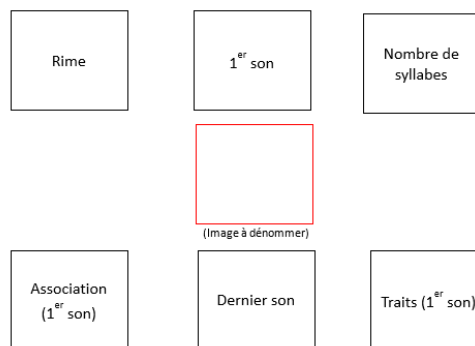 Rime
1er son
Nombre de
syllabes
(Image à dénommer)
Association
(1er son)
Dernier son
Traits (1er son)